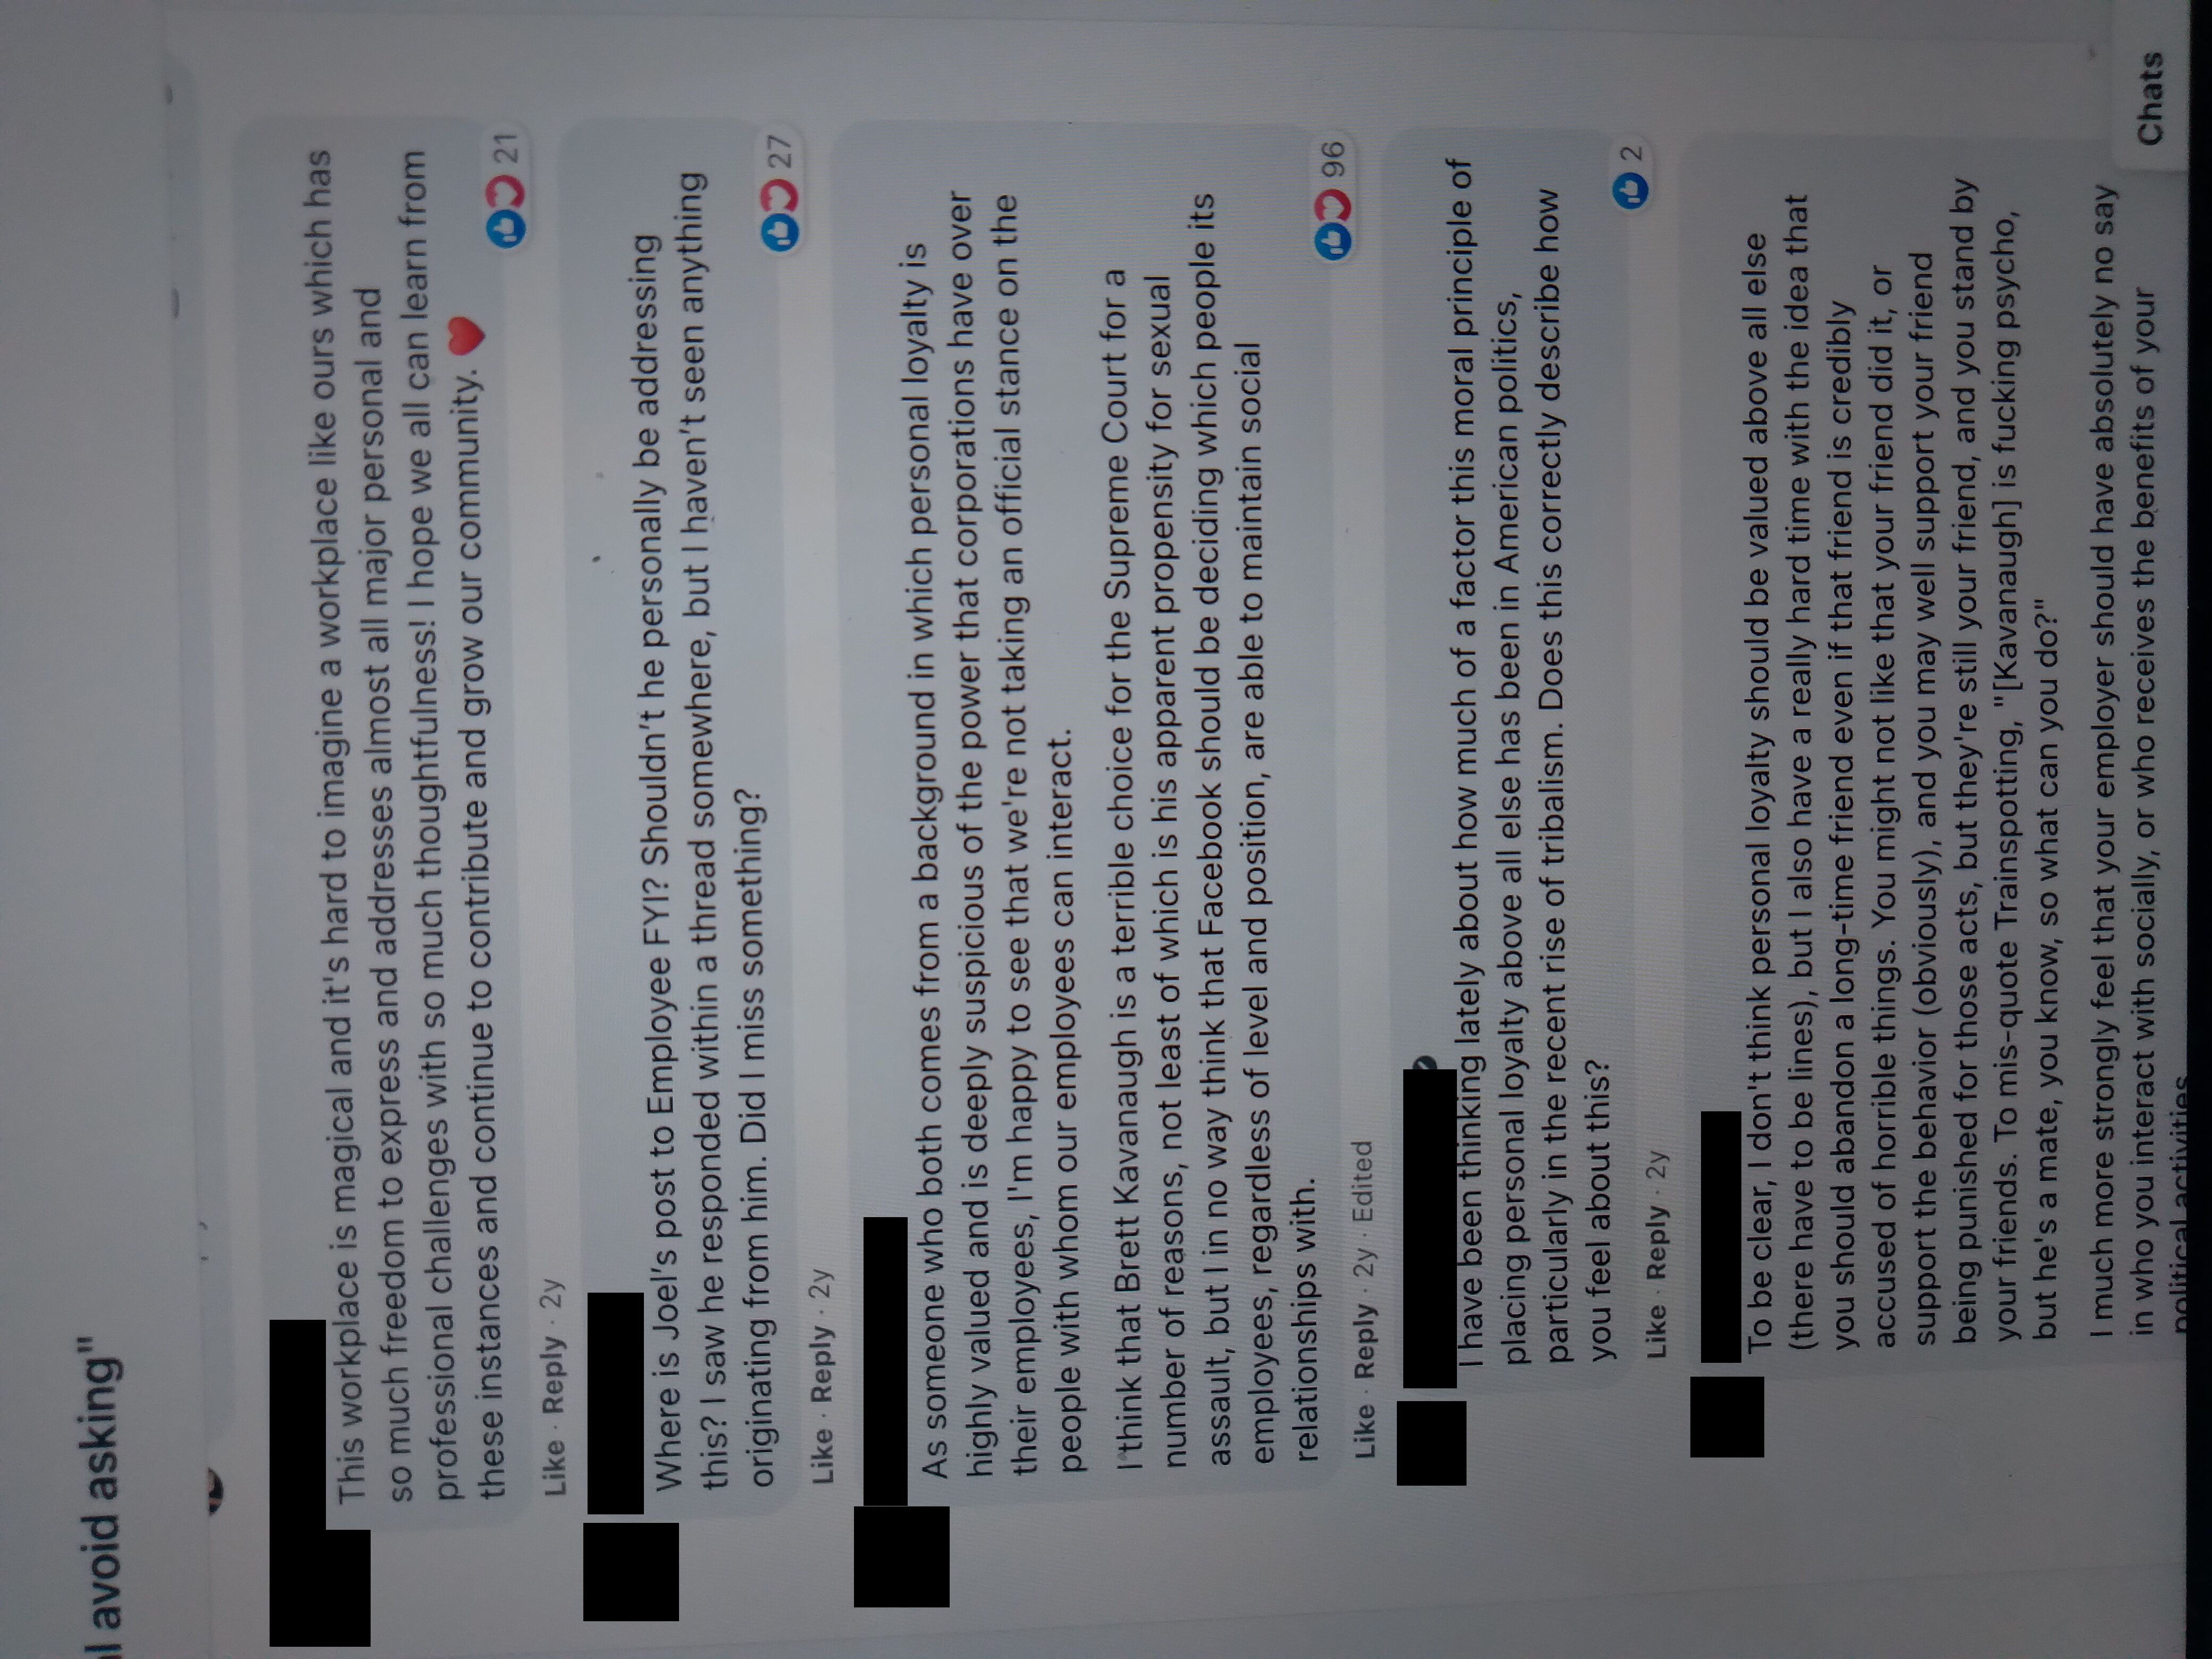 al avoid asking"
This workplace is magical and it's hard to imagine a workplace like ours which has
so much freedom to express and addresses almost all major personal and
professional challenges with so much thoughtfulness! I hope we all can learn from
these instances and continue to contribute and grow our community. ❤️
21
Like · Reply · 2y
Where is Joel's post to Employee FYI? Shouldn't he personally be addressing
this? I saw he responded within a thread somewhere, but I haven't seen anything
originating from him. Did I miss something?
27
Like · Reply · 2y
As someone who both comes from a background in which personal loyalty is
highly valued and is deeply suspicious of the power that corporations have over
their employees, I'm happy to see that we're not taking an official stance on the
people with whom our employees can interact.
I think that Brett Kavanaugh is a terrible choice for the Supreme Court for a
number of reasons, not least of which is his apparent propensity for sexual
assault, but I in no way think that Facebook should be deciding which people its
employees, regardless of level and position, are able to maintain social
relationships with.
96
Like · Reply · 2y · Edited
I have been thinking lately about how much of a factor this moral principle of
placing personal loyalty above all else has been in American politics,
particularly in the recent rise of tribalism. Does this correctly describe how
you feel about this?
2
Like · Reply · 2y
To be clear, I don't think personal loyalty should be valued above all else
(there have to be lines), but I also have a really hard time with the idea that
you should abandon a long-time friend even if that friend is credibly
accused of horrible things. You might not like that your friend did it, or
support the behavior (obviously), and you may well support your friend
being punished for those acts, but they're still your friend, and you stand by
your friends. To mis-quote Trainspotting, "[Kavanaugh] is fucking psycho,
but he's a mate, you know, so what can you do?"
I much more strongly feel that your employer should have absolutely no say
in who you interact with socially, or who receives the benefits of your
political activities
Chats